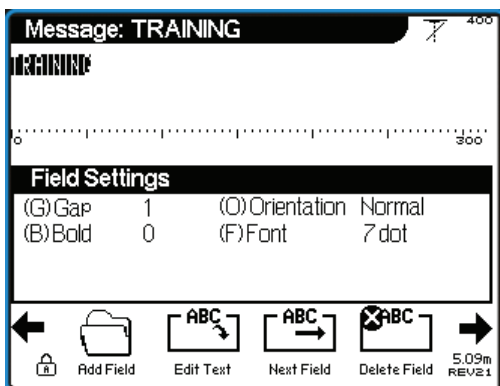 Message: TRAINING
400
TRAINING
0
300
Field Settings
(G)Gap 1 (O)Orientation Normal
(B)Bold 0 (F)Font 7 dot
ABC ABC ABC
Add Field Edit Text Next Field Delete Field
5.09m
REV21